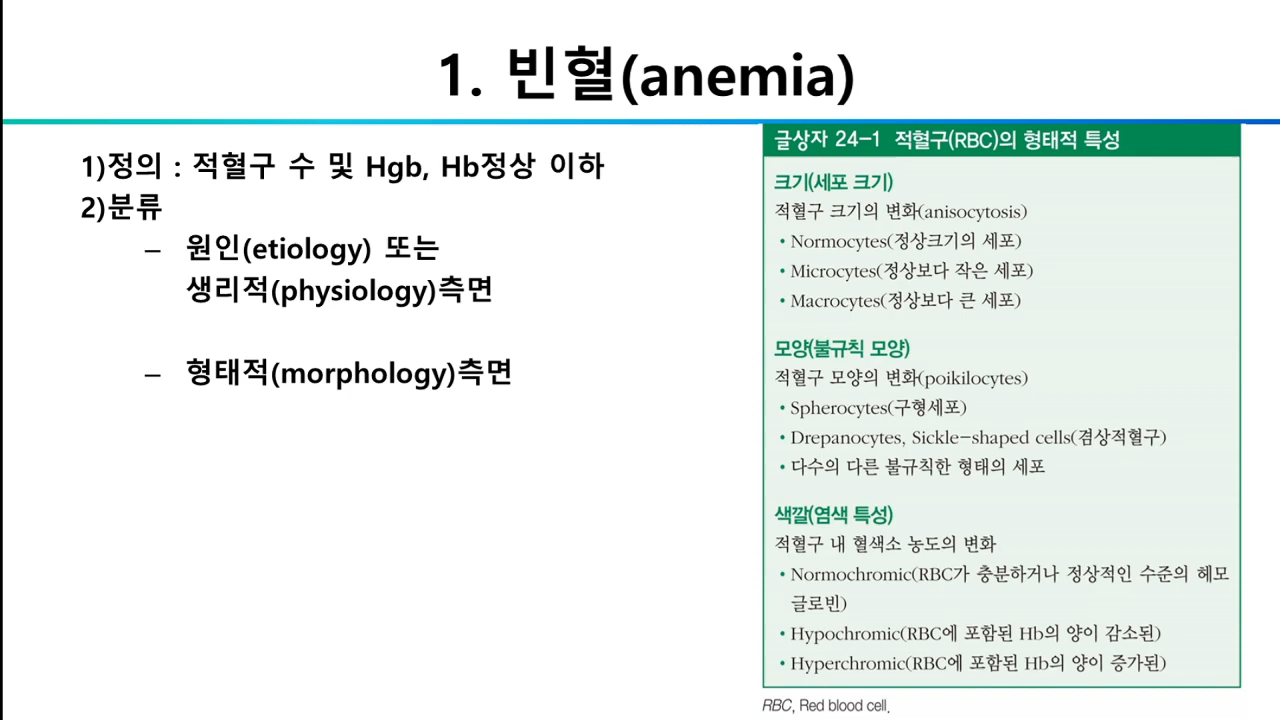 1. 빈혈(anemia)
1)정의 : 적혈구 수 및 Hgb, Hb정상 이하
2)분류
– 원인(etiology) 또는
생리적(physiology)측면
– 형태적(morphology)측면
글상자 24-1 적혈구(RBC)의 형태적 특성
크기(세포 크기)
적혈구 크기의 변화(anisocytosis)
• Normocytes(정상크기의 세포)
• Microcytes(정상보다 작은 세포)
• Macrocytes(정상보다 큰 세포)
모양(불규칙 모양)
적혈구 모양의 변화(poikilocytes)
• Spherocytes(구형세포)
• Drepanocytes, Sickle-shaped cells(겸상적혈구)
• 다수의 다른 불규칙한 형태의 세포
색깔(염색 특성)
적혈구 내 혈색소 농도의 변화
• Normochromic(RBC가 충분하거나 정상적인 수준의 헤모
글로빈)
• Hypochromic(RBC에 포함된 Hb의 양이 감소된)
• Hyperchromic(RBC에 포함된 Hb의 양이 증가된)
RBC, Red blood cell.